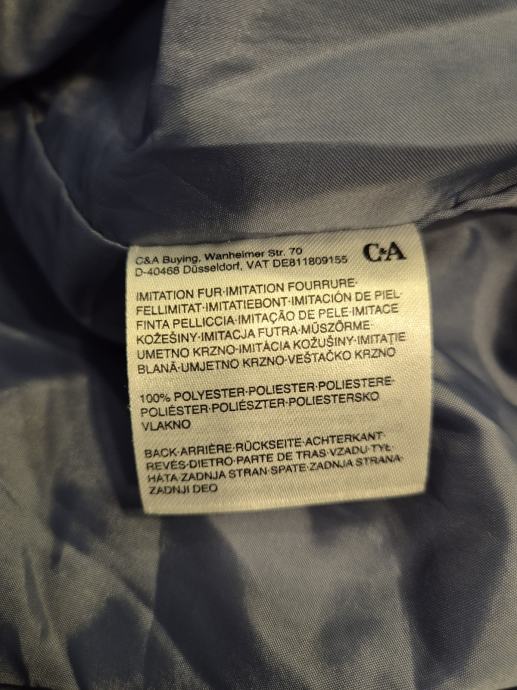 C&A Buying, Wanheimer Str. 70
D-40468 Düsseldorf, VAT DE811809155
C&A
IMITATION FUR·IMITATION FOURRURE·
FELLIMITAT·IMITATIEBONT·IMITACIÓN DE PIEL·
FINTA PELLICCIA·IMITAÇÃO DE PELE·IMITACE
KOŽEŠINY·IMITACJA FUTRA·MŰSZŐRME·
UMETNO KRZNO·IMITÁCIA KOŽUŠINY·IMITAȚIE
BLANĂ·UMJETNO KRZNO·VEŠTAČKO KRZNO
100% POLYESTER·POLIESTER·POLIESTERE·
POLIÉSTER·POLIÉSZTER·POLIESTERSKO
VLAKNO
BACK·ARRIÈRE·RÜCKSEITE·ACHTERKANT·
REVÉS·DIETRO·PARTE DE TRAS·VZADU·TYŁ·
HÁTA·ZADNJA STRAN·SPATE·ZADNJA STRANA·
ZADNJI DEO